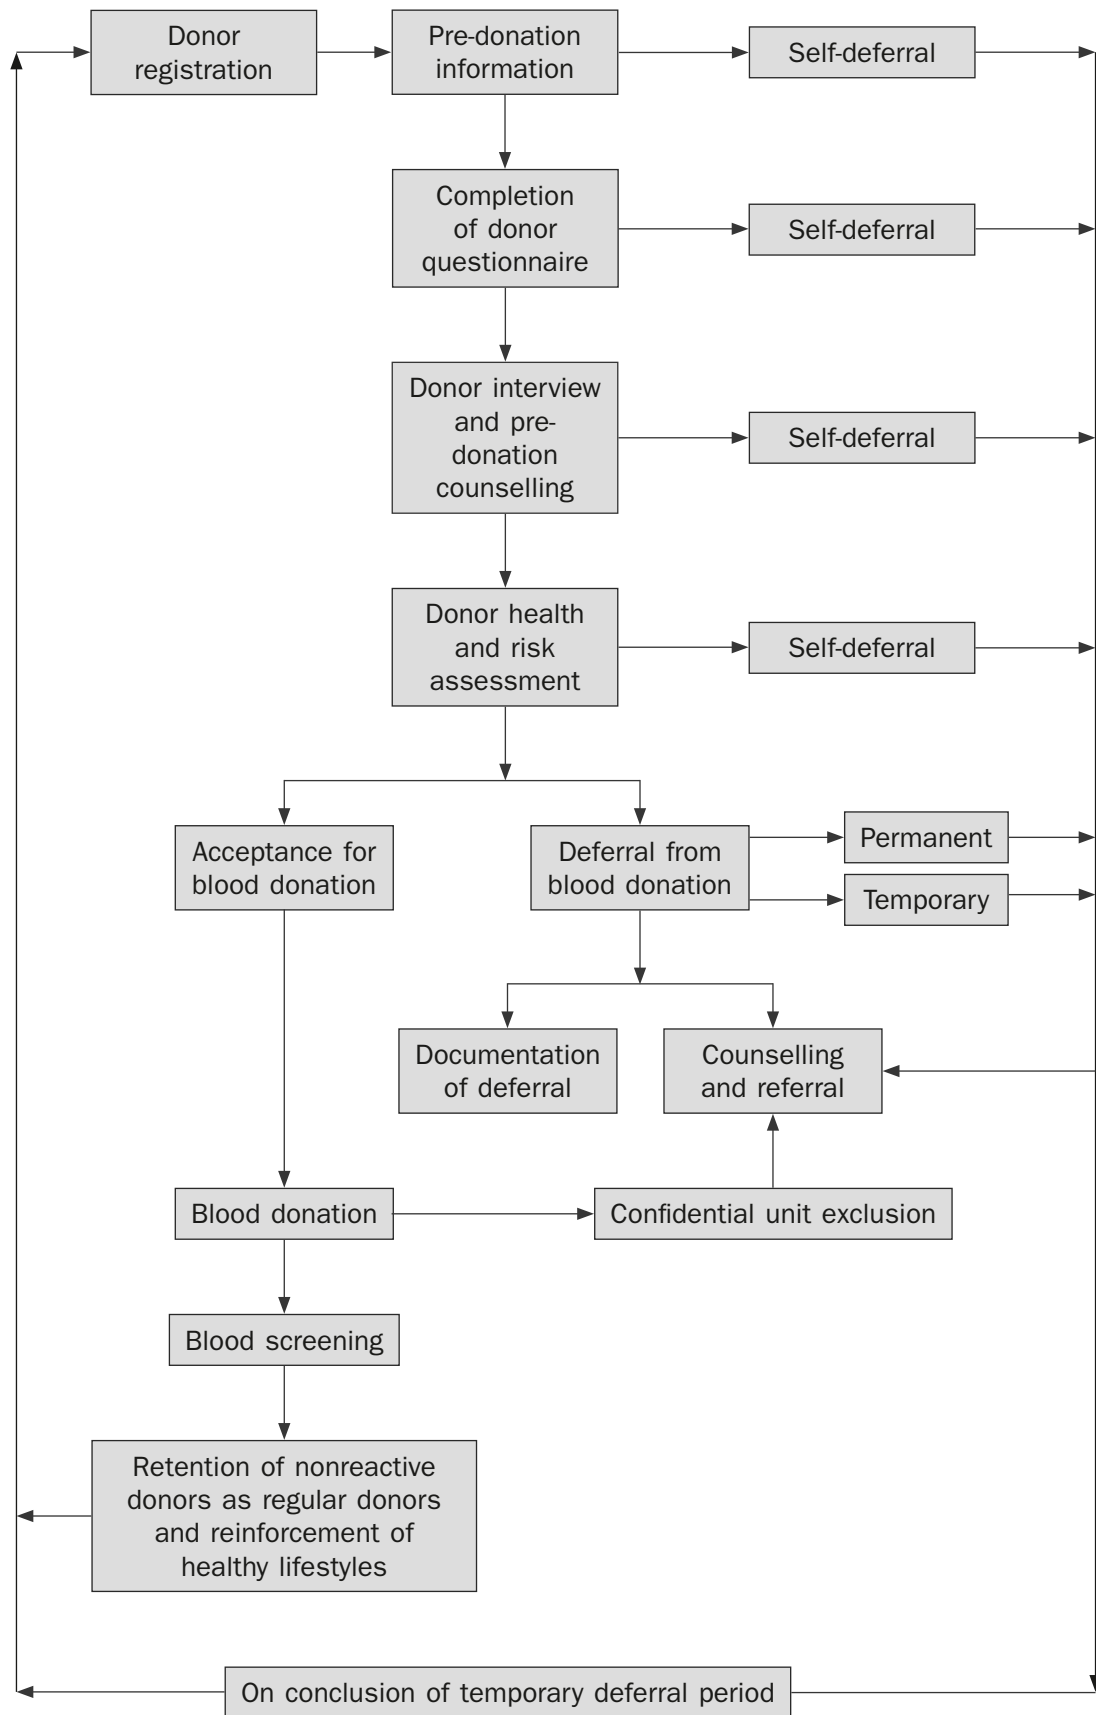 Donor
registration
Pre-donation
information
Self-deferral
Completion
of donor
questionnaire
Self-deferral
Donor interview
and pre-
donation
counselling
Self-deferral
Donor health
and risk
assessment
Self-deferral
Acceptance for
blood donation
Deferral from
blood donation
Permanent
Temporary
Documentation
of deferral
Counselling
and referral
Blood donation
Confidential unit exclusion
Blood screening
Retention of nonreactive
donors as regular donors
and reinforcement of
healthy lifestyles
On conclusion of temporary deferral period